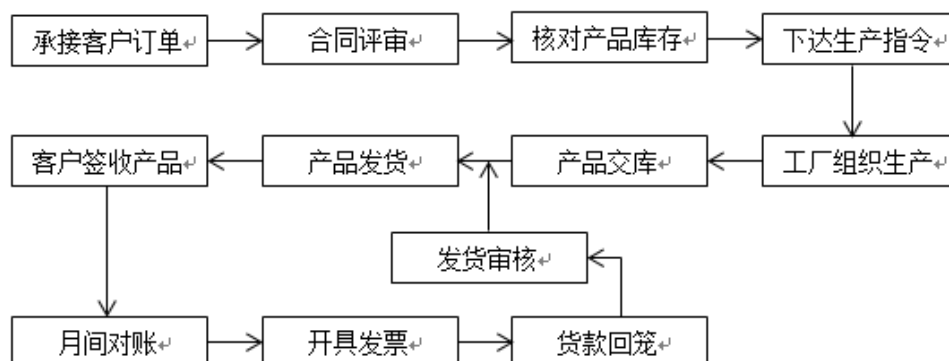 承接客户订单
合同评审
核对产品库存
下达生产指令
客户签收产品
产品发货
产品交库
工厂组织生产
发货审核
月间对账
开具发票
货款回笼